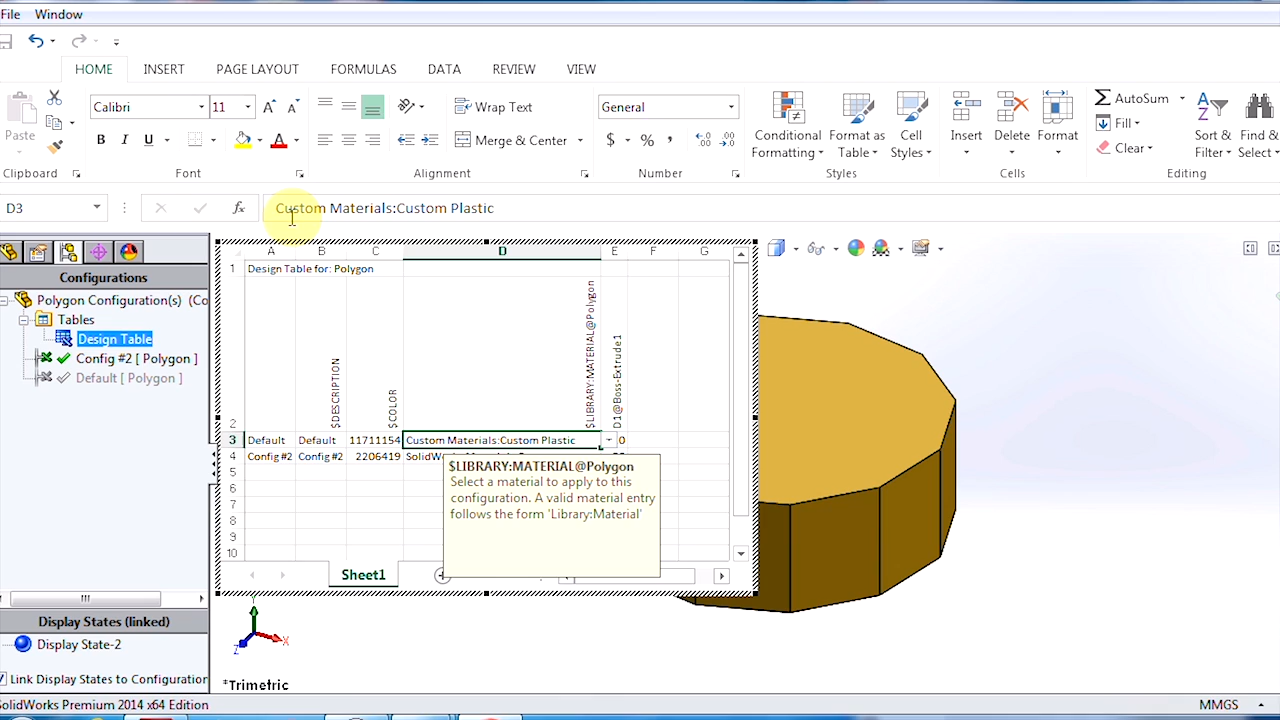 File Window
HOME INSERT PAGE LAYOUT FORMULAS DATA REVIEW VIEW
Paste
Calibri 11
B I U
A A
A
Wrap Text
Merge & Center
General
$ %
Conditional
Formatting
Format as
Table
Cell
Styles
Insert
Delete
Format
AutoSum
Fill
Clear
Sort &
Filter
Find &
Select
Clipboard Font Alignment Number Styles Cells Editing
D3 fx Custom Materials:Custom Plastic
Configurations
Polygon Configuration(s) (Co
Tables
Design Table
Config #2 [ Polygon ]
Default [ Polygon ]
A B C D E F G
1 Design Table for: Polygon
2 $DESCRIPTION $COLOR $LIBRARY:MATERIAL@Polygon D1@Boss-Extrude1
3 Default Default 11711154 Custom Materials:Custom Plastic 0
4 Config #2 Config #2 2206419
5
6
7
8
9
10
$LIBRARY:MATERIAL@Polygon
Select a material to apply to this
configuration. A valid material entry
follows the form 'Library:Material'
Sheet1
Display States (linked)
Display State-2
Link Display States to Configuration
X
Z
*Trimetric
SolidWorks Premium 2014 x64 Edition
MMGS